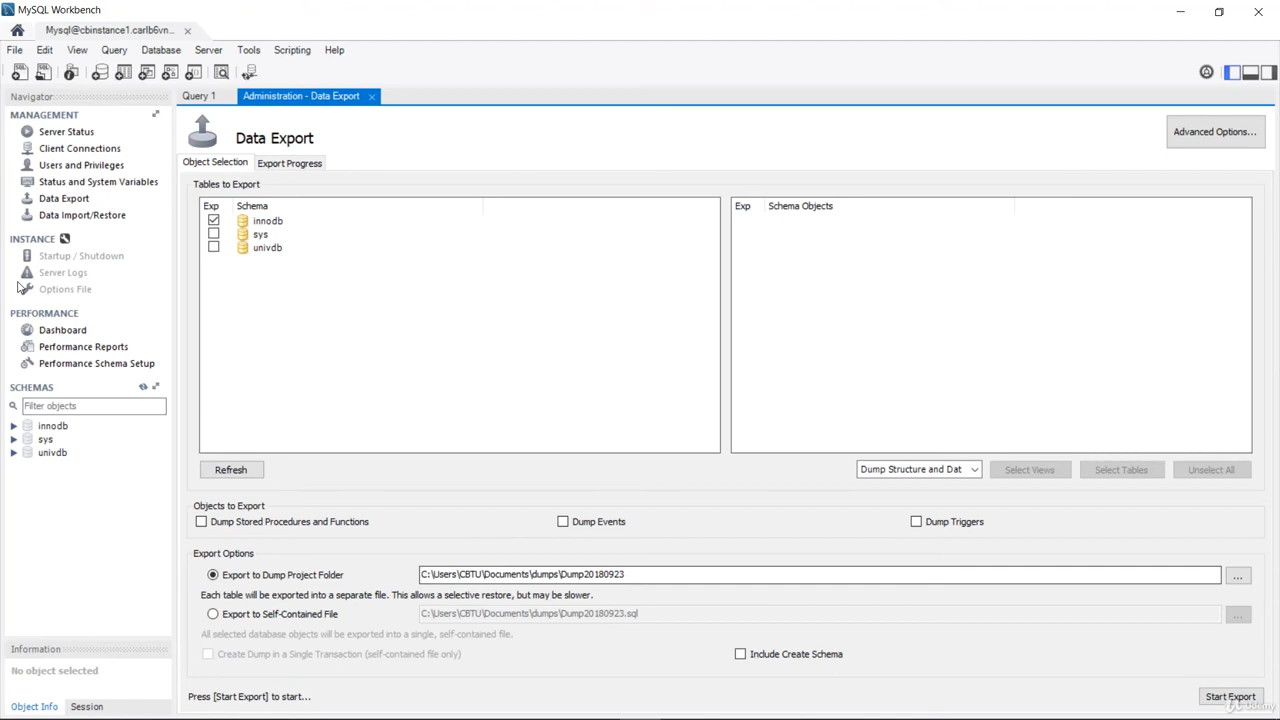 MySQL Workbench
Mysql@cbinstance1.carlb6vn...
File Edit View Query Database Server Tools Scripting Help
Navigator
MANAGEMENT
Server Status
Client Connections
Users and Privileges
Status and System Variables
Data Export
Data Import/Restore
INSTANCE
Startup / Shutdown
Server Logs
Options File
PERFORMANCE
Dashboard
Performance Reports
Performance Schema Setup
SCHEMAS
Filter objects
innodb
sys
univdb
Information
No object selected
Object Info Session
Query 1 Administration - Data Export
Data Export
Advanced Options...
Object Selection Export Progress
Tables to Export
Exp Schema
innodb
sys
univdb
Exp Schema Objects
Refresh
Dump Structure and Dat
Select Views
Select Tables
Unselect All
Objects to Export
Dump Stored Procedures and Functions
Dump Events
Dump Triggers
Export Options
Export to Dump Project Folder
C:\Users\CBTU\Documents\dumps\Dump20180923
...
Each table will be exported into a separate file. This allows a selective restore, but may be slower.
Export to Self-Contained File
C:\Users\CBTU\Documents\dumps\Dump20180923.sql
...
All selected database objects will be exported into a single, self-contained file.
Create Dump in a Single Transaction (self-contained file only)
Include Create Schema
Press [Start Export] to start...
Start Export
Udemy